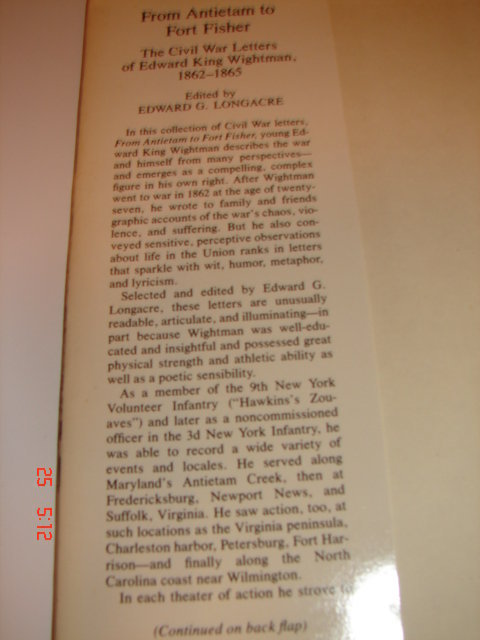 From Antietam to
Fort Fisher
The Civil War Letters
of Edward King Wightman,
1862–1865
Edited by
EDWARD G. LONGACRE
In this collection of Civil War letters,
From Antietam to Fort Fisher, young Ed-
ward King Wightman describes the war
and himself from many perspectives—
and emerges as a compelling, complex
figure in his own right. After Wightman
went to war in 1862 at the age of twenty-
seven, he wrote to family and friends
graphic accounts of the war's chaos, vio-
lence, and suffering. But he also con-
veyed sensitive, perceptive observations
about life in the Union ranks in letters
that sparkle with wit, humor, metaphor,
and lyricism.
Selected and edited by Edward G.
Longacre, these letters are unusually
readable, articulate, and illuminating—in
part because Wightman was well-edu-
cated and insightful and possessed great
physical strength and athletic ability as
well as a poetic sensibility.
As a member of the 9th New York
Volunteer Infantry ("Hawkins's Zou-
aves") and later as a noncommissioned
officer in the 3d New York Infantry, he
was able to record a wide variety of
events and locales. He served along
Maryland's Antietam Creek, then at
Fredericksburg, Newport News, and
Suffolk, Virginia. He saw action, too, at
such locations as the Virginia peninsula,
Charleston harbor, Petersburg, Fort Har-
rison—and finally along the North
Carolina coast near Wilmington.
In each theater of action he strove to
(Continued on back flap)
25 5:12